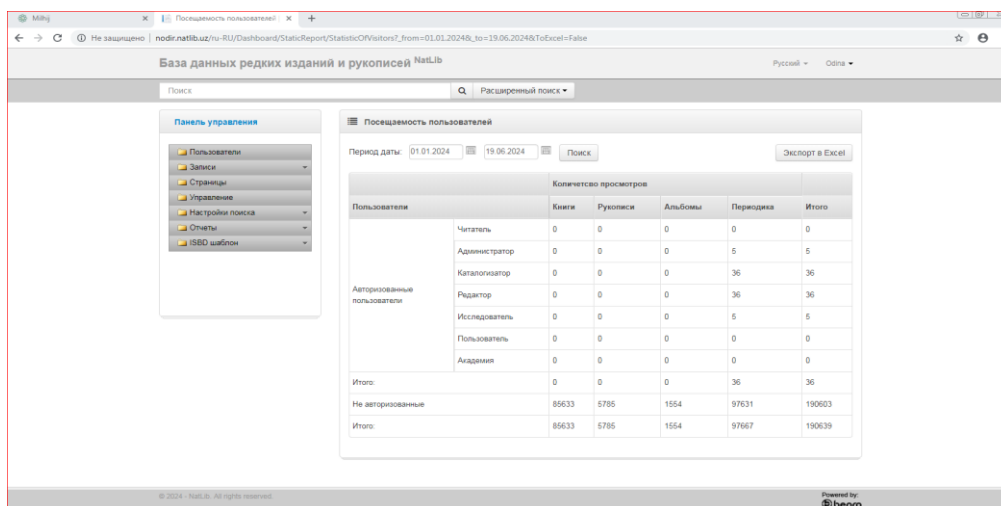 Milhij
Посещаемость пользователей
Не защищено nodir.natlib.uz/ru-RU/Dashboard/StaticReport/StatisticOfVisitors?_from=01.01.2024&_to=19.06.2024&ToExcel=False
База данных редких изданий и рукописей NatLib
Русский Odina
Поиск Расширенный поиск
Панель управления
Пользователи
Записи
Страницы
Управление
Настройки поиска
Отчеты
ISBD шаблон
Посещаемость пользователей
Период даты: 01.01.2024 19.06.2024 Поиск Экспорт в Excel
Количетсво просмотров
Пользователи Книги Рукописи Альбомы Периодика Итого
Авторизованные пользователи
Читатель 0 0 0 0 0
Администратор 0 0 0 5 5
Каталогизатор 0 0 0 36 36
Редактор 0 0 0 36 36
Исследователь 0 0 0 5 5
Пользователь 0 0 0 0 0
Академия 0 0 0 0 0
Итого: 0 0 0 36 36
Не авторизованные 85633 5785 1554 97631 190603
Итого: 85633 5785 1554 97667 190639
© 2024 - NatLib. All rights reserved.
Powered by: